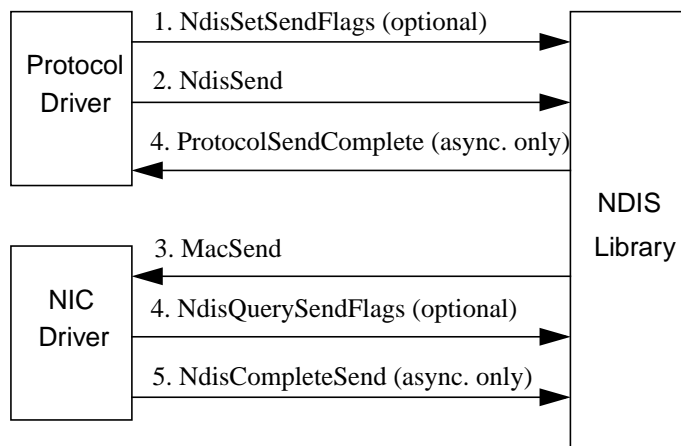 1. NdisSetSendFlags (optional)
Protocol
Driver
2. NdisSend
4. ProtocolSendComplete (async. only)
NDIS
Library
3. MacSend
NIC
Driver
4. NdisQuerySendFlags (optional)
5. NdisCompleteSend (async. only)